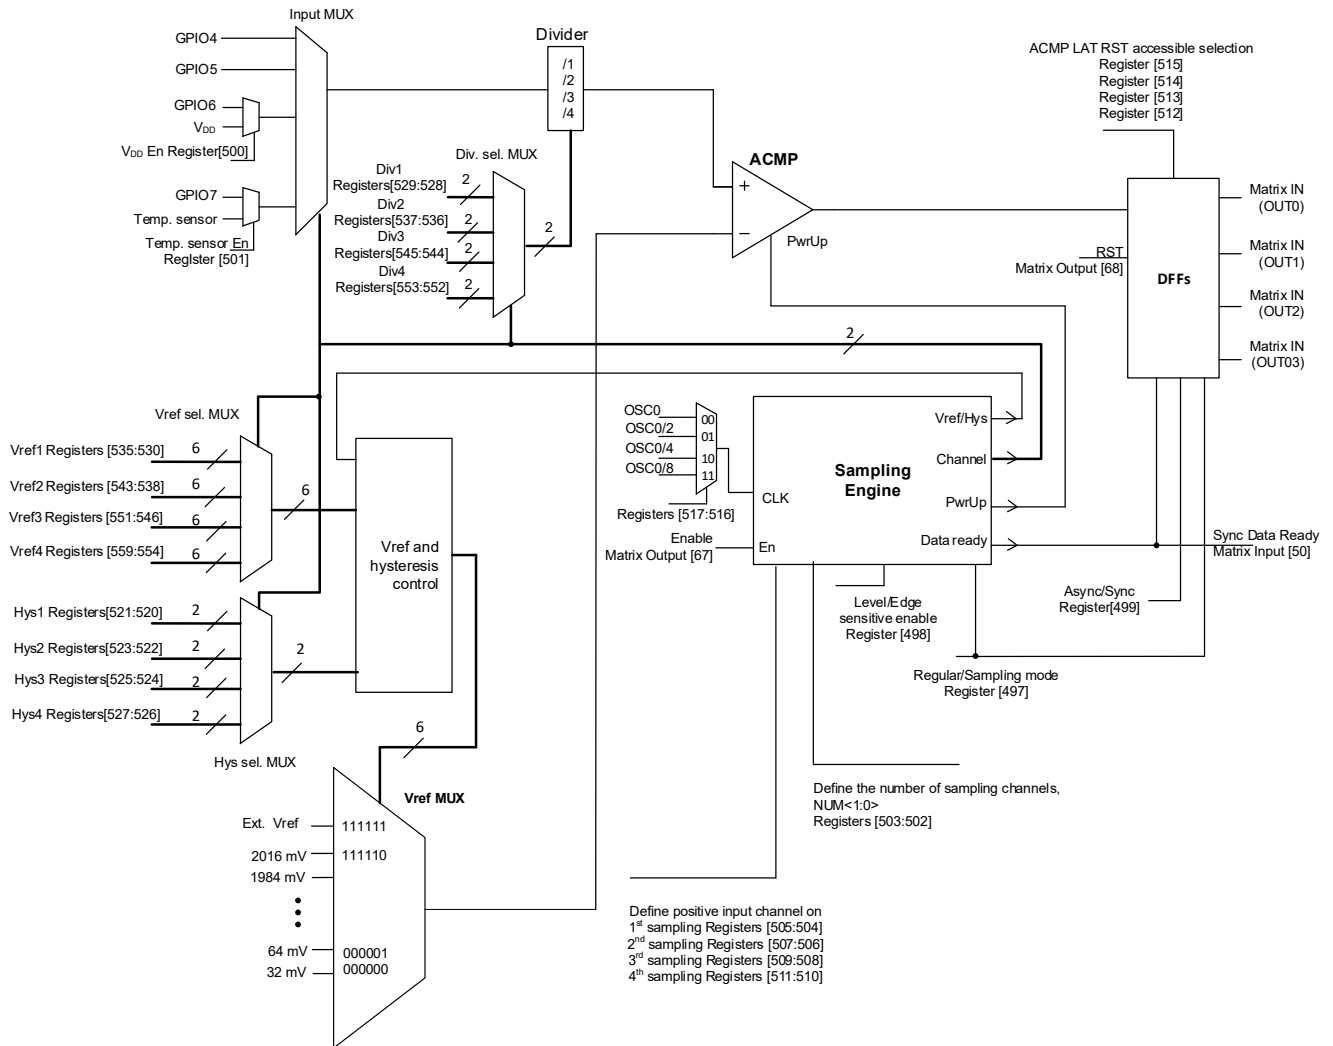 Input MUX
GPIO4
GPIO5
GPIO6
VDD
VDD En Register[500]
GPIO7
Temp. sensor
Temp. sensor En
RegIster [501]
Divider
/1
/2
/3
/4
Div. sel. MUX
Div1
Registers[529:528]
2
Div2
Registers[537:536]
2
Div3
Registers[545:544]
2
Div4
Registers[553:552]
2
2
ACMP
+
−
PwrUp
ACMP LAT RST accessible selection
Register [515]
Register [514]
Register [513]
Register [512]
RST
Matrix Output [68]
DFFs
Matrix IN
(OUT0)
Matrix IN
(OUT1)
Matrix IN
(OUT2)
Matrix IN
(OUT03)
2
Vref sel. MUX
Vref1 Registers [535:530]
6
Vref2 Registers [543:538]
6
Vref3 Registers [551:546]
6
Vref4 Registers [559:554]
6
6
Hys1 Registers[521:520]
2
Hys2 Registers[523:522]
2
Hys3 Registers[525:524]
2
Hys4 Registers[527:526]
2
2
Hys sel. MUX
Vref and
hysteresis
control
6
OSC0
OSC0/2
OSC0/4
OSC0/8
00
01
10
11
Registers [517:516]
Enable
Matrix Output [67]
CLK
En
Sampling
Engine
Vref/Hys
Channel
PwrUp
Data ready
Sync Data Ready
Matrix Input [50]
Async/Sync
Register[499]
Level/Edge
sensitive enable
Register [498]
Regular/Sampling mode
Register [497]
Define the number of sampling channels,
NUM<1:0>
Registers [503:502]
Define positive input channel on
1st sampling Registers [505:504]
2nd sampling Registers [507:506]
3rd sampling Registers [509:508]
4th sampling Registers [511:510]
Vref MUX
Ext. Vref
111111
2016 mV
111110
1984 mV
64 mV
000001
32 mV
000000